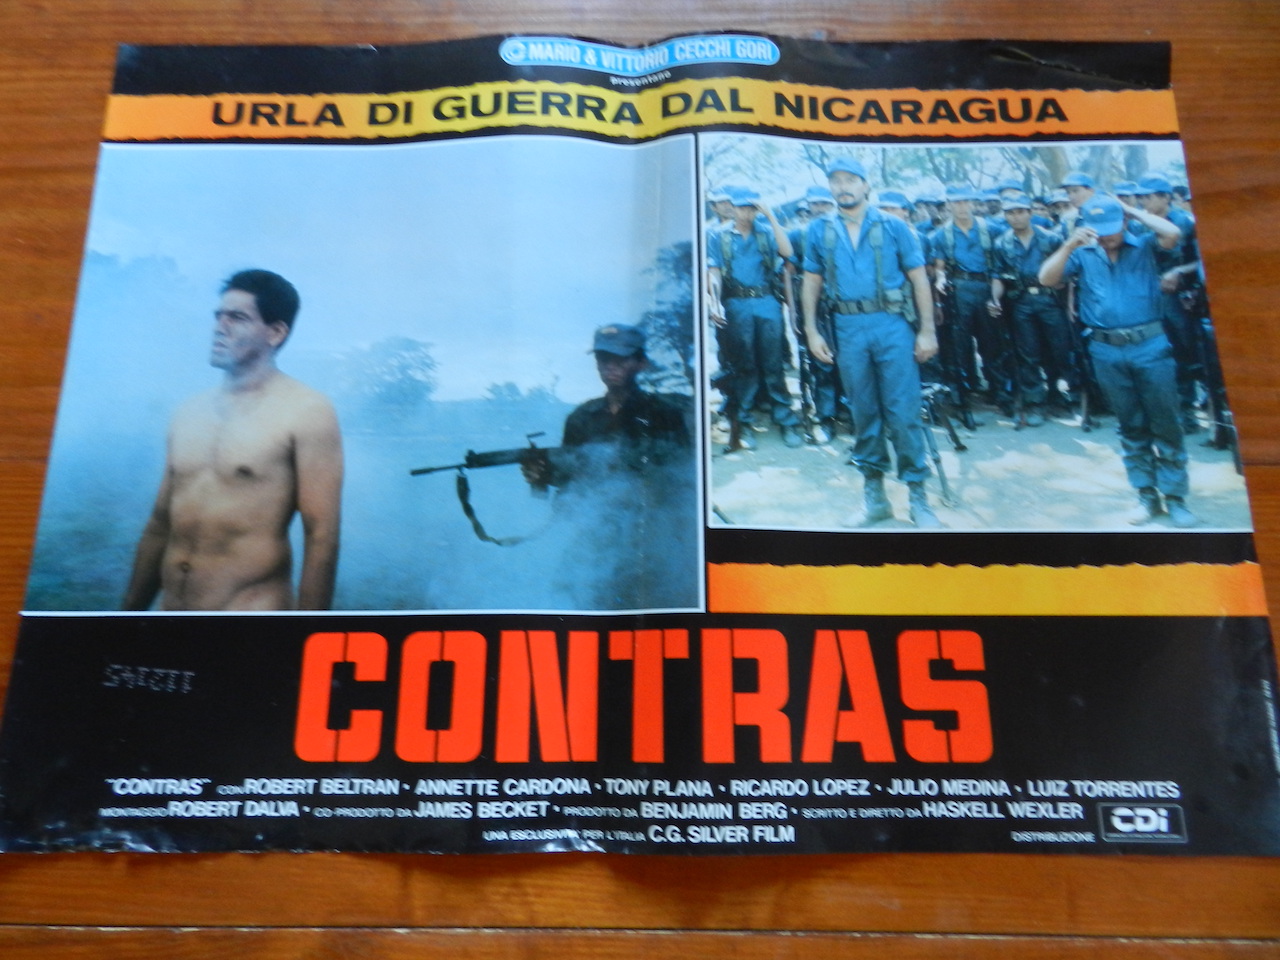 MARIO & VITTORIO CECCHI GORI
presentano
URLA DI GUERRA DAL NICARAGUA
CONTRAS
"CONTRAS" CON ROBERT BELTRAN · ANNETTE CARDONA · TONY PLANA · RICARDO LOPEZ · JULIO MEDINA · LUIZ TORRENTES
MONTAGGIO ROBERT DALVA · CO-PRODOTTO DA JAMES BECKET · PRODOTTO DA BENJAMIN BERG · SCRITTO E DIRETTO DA HASKELL WEXLER
UNA ESCLUSIVITA' PER L'ITALIA C.G. SILVER FILM
DISTRIBUZIONE CDI